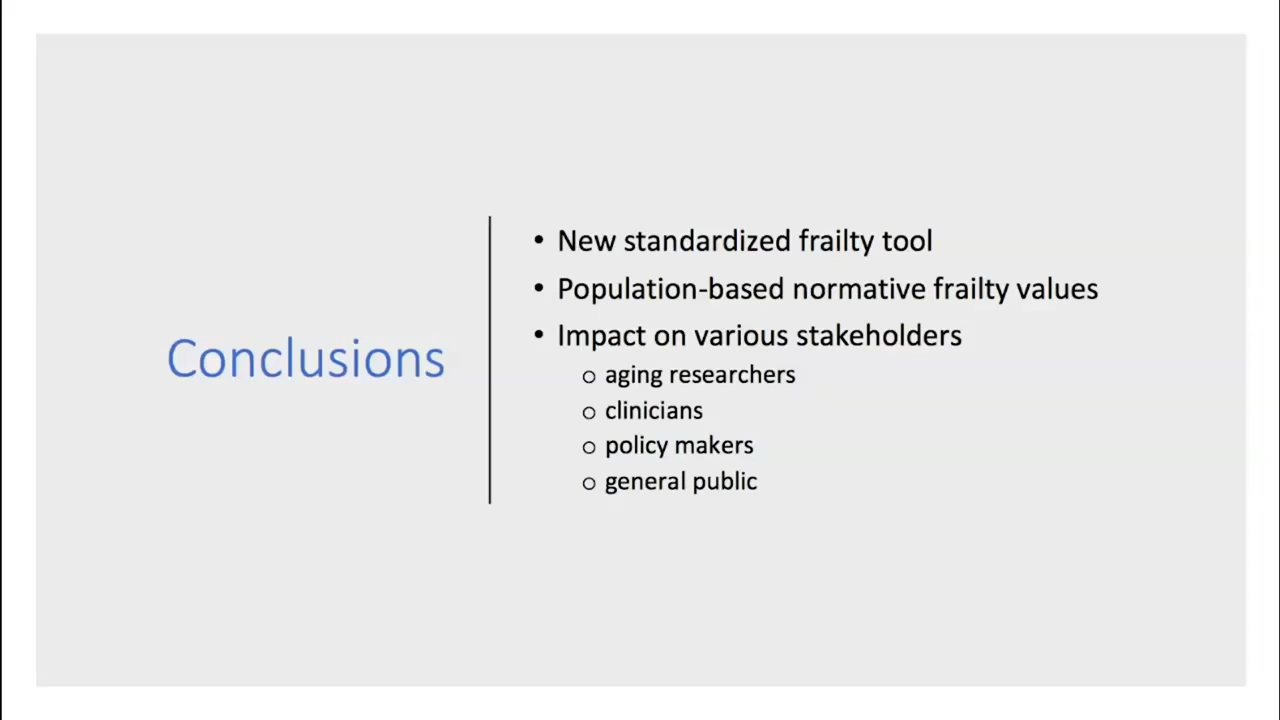 Conclusions
• New standardized frailty tool
• Population-based normative frailty values
• Impact on various stakeholders
o aging researchers
o clinicians
o policy makers
o general public